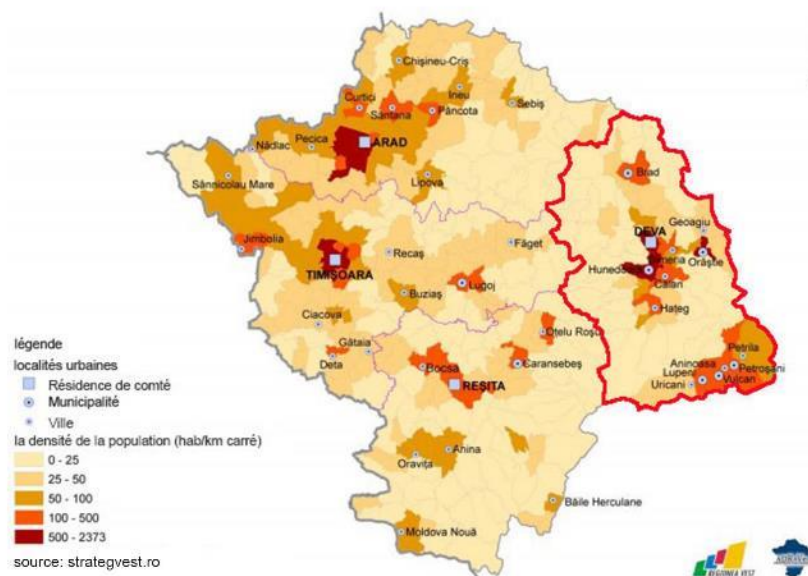 Chișineu-Criș
Ineu
Curtici
Sântana
Pâncota
Sebiș
Nădlac
Pecica
ARAD
Lipova
Sânnicolau Mare
Brad
Geoagiu
DEVA
Simeria
Orăștie
Hunedoara
Călan
Hațeg
Jimbolia
Recaș
Făget
TIMIȘOARA
Buziaș
Lugoj
Ciacova
Gătaia
Deta
Oțelu Roșu
Bocșa
Caransebeș
REȘIȚA
Petrila
Aninoasa
Petroșani
Lupeni
Vulcan
Uricani
Anina
Oravița
Băile Herculane
Moldova Nouă
légende
localités urbaines
Résidence de comté
Municipalité
Ville
la densité de la population (hab/km carré)
0 - 25
25 - 50
50 - 100
100 - 500
500 - 2373
source: strategvest.ro
REGIUNEA VEST